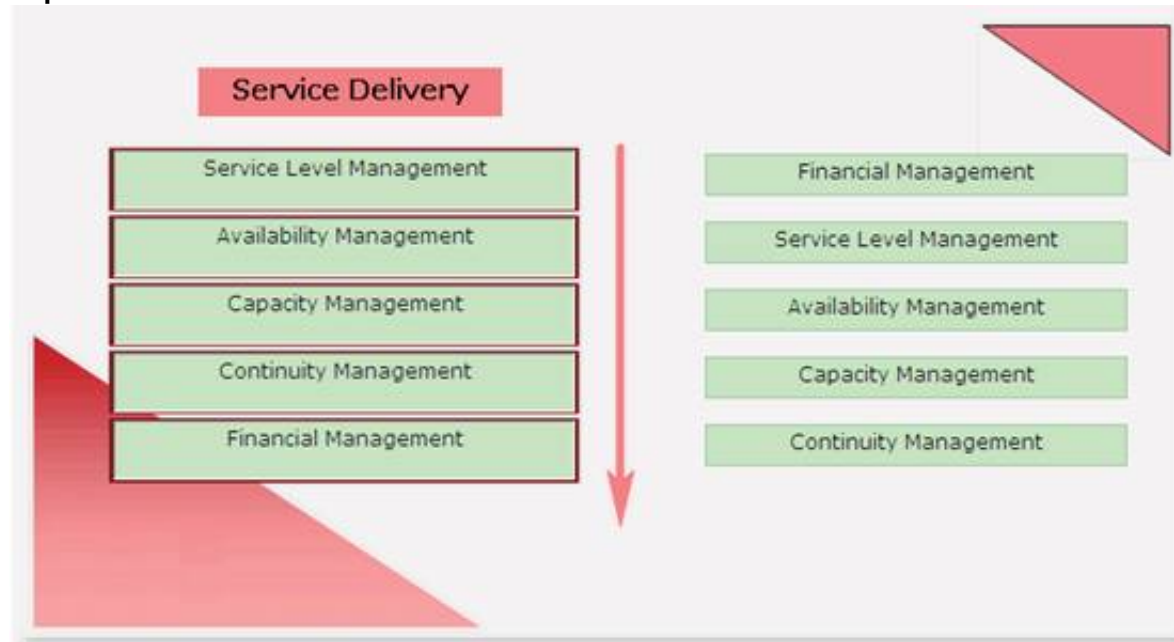 Service Delivery
Service Level Management
Availability Management
Capacity Management
Continuity Management
Financial Management
Financial Management
Service Level Management
Availability Management
Capacity Management
Continuity Management